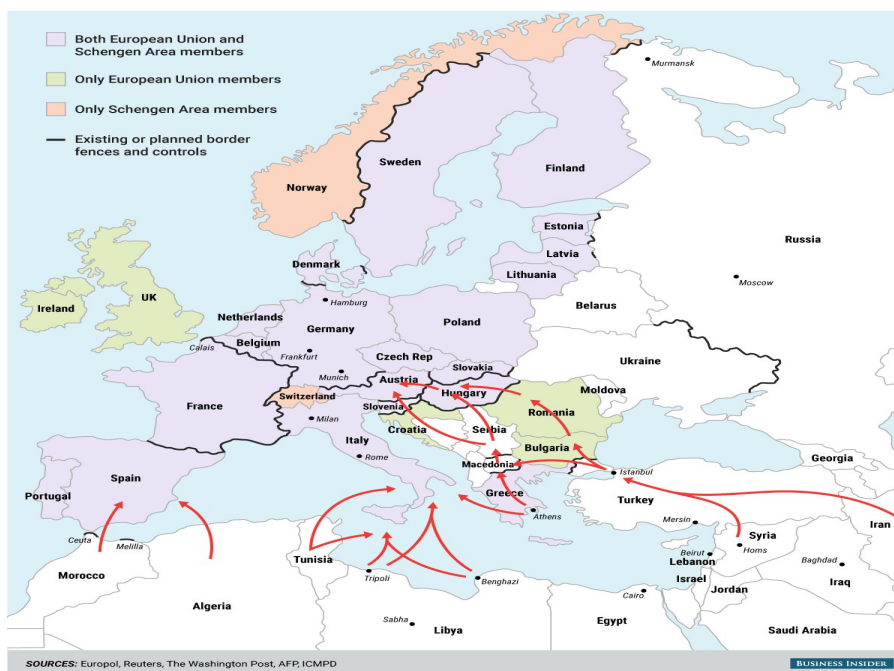 Both European Union and
Schengen Area members
Only European Union members
Only Schengen Area members
Existing or planned border
fences and controls
Murmansk
Sweden
Finland
Norway
Estonia
Russia
Latvia
Denmark
Lithuania
Moscow
Ireland
UK
Hamburg
Belarus
Netherlands
Germany
Poland
Belgium
Calais
Frankfurt
Czech Rep
Ukraine
Slovakia
Munich
Austria
Moldova
Switzerland
Hungary
France
Slovenia
Romania
Milan
Croatia
Serbia
Italy
Bulgaria
Georgia
Rome
Macedonia
Istanbul
Spain
Portugal
Greece
Turkey
Athens
Iran
Mersin
Syria
Ceuta
Melilla
Tunisia
Beirut
Homs
Lebanon
Baghdad
Morocco
Tripoli
Benghazi
Israel
Iraq
Jordan
Cairo
Algeria
Sabha
Libya
Egypt
Saudi Arabia
SOURCES: Europol, Reuters, The Washington Post, AFP, ICMPD
BUSINESS INSIDER